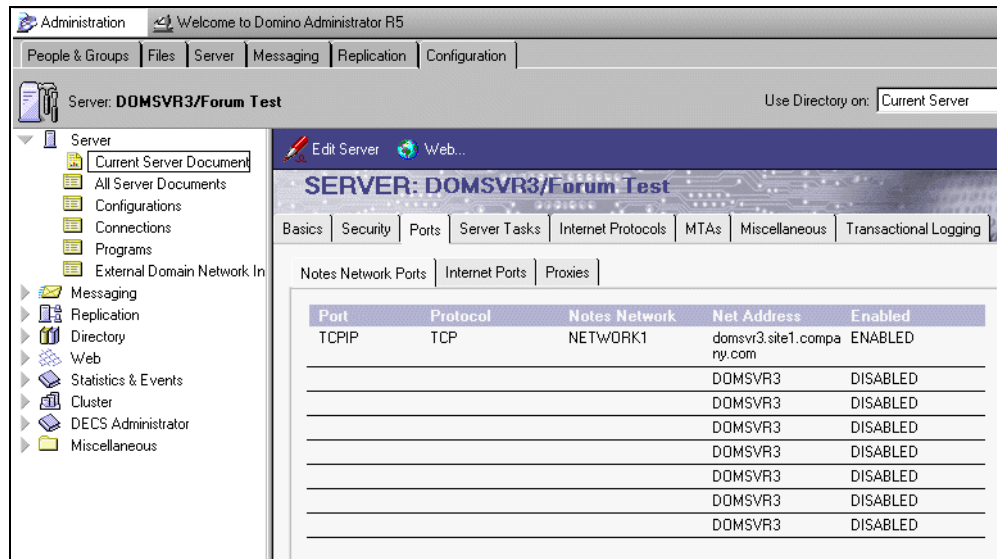 Administration Welcome to Domino Administrator R5
People & Groups Files Server Messaging Replication Configuration
Server: DOMSVR3/Forum Test Use Directory on: Current Server
Server
Current Server Document
All Server Documents
Configurations
Connections
Programs
External Domain Network In
Messaging
Replication
Directory
Web
Statistics & Events
Cluster
DECS Administrator
Miscellaneous
Edit Server Web...
SERVER: DOMSVR3/Forum Test
Basics Security Ports Server Tasks Internet Protocols MTAs Miscellaneous Transactional Logging
Notes Network Ports Internet Ports Proxies
Port Protocol Notes Network Net Address Enabled
TCPIP TCP NETWORK1 domsvr3.site1.compa ENABLED
ny.com
DOMSVR3 DISABLED
DOMSVR3 DISABLED
DOMSVR3 DISABLED
DOMSVR3 DISABLED
DOMSVR3 DISABLED
DOMSVR3 DISABLED
DOMSVR3 DISABLED